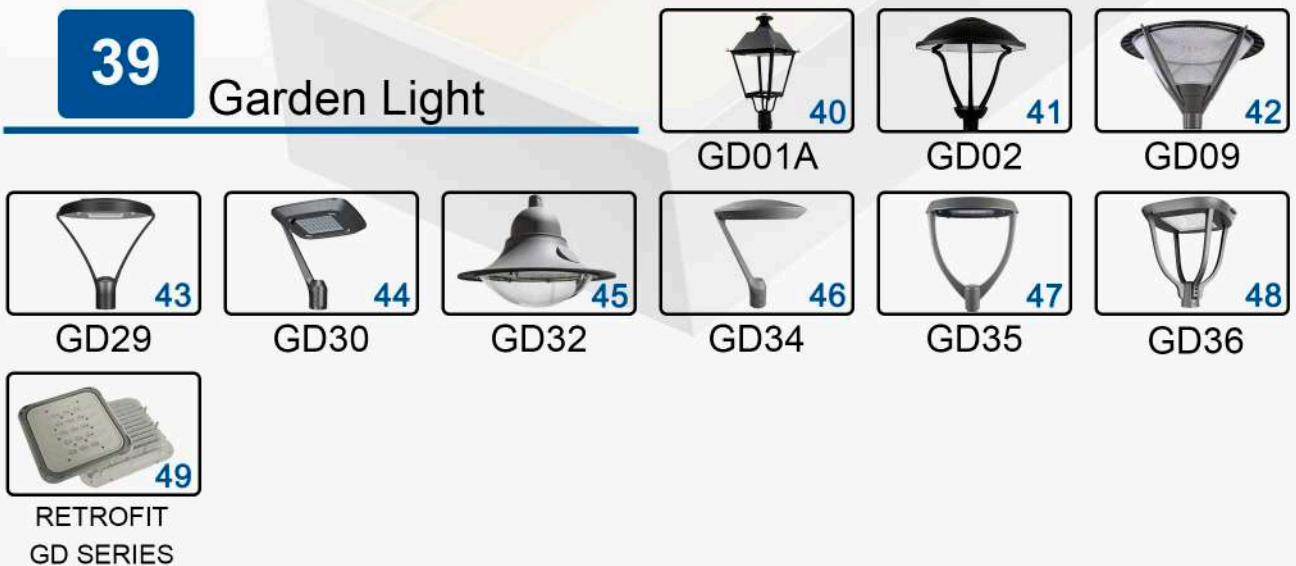 39
Garden Light
40
41
42
GD01A
GD02
GD09
43
44
45
46
47
48
GD29
GD30
GD32
GD34
GD35
GD36
49
RETROFIT
GD SERIES